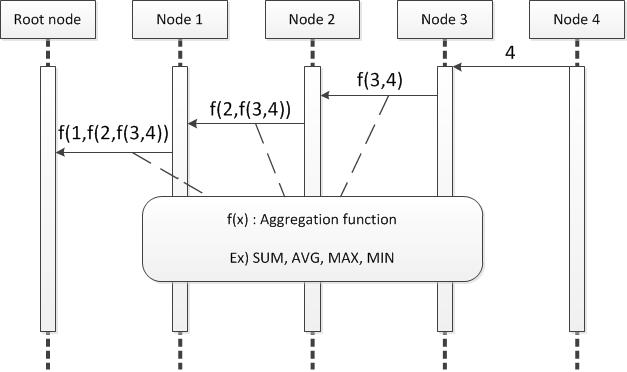 Root node
Node 1
Node 2
Node 3
Node 4
4
f(3,4)
f(2,f(3,4))
f(1,f(2,f(3,4))
f(x) : Aggregation function
Ex) SUM, AVG, MAX, MIN